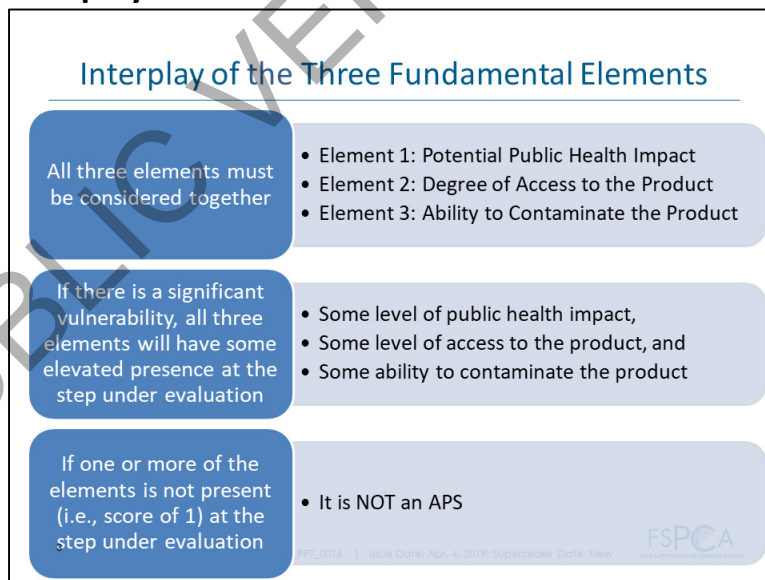 Interplay of the Three Fundamental Elements
All three elements must
be considered together
• Element 1: Potential Public Health Impact
• Element 2: Degree of Access to the Product
• Element 3: Ability to Contaminate the Product
If there is a significant
vulnerability, all three
elements will have some
elevated presence at the
step under evaluation
• Some level of public health impact,
• Some level of access to the product, and
• Some ability to contaminate the product
If one or more of the
elements is not present
(i.e., score of 1) at the
step under evaluation
• It is NOT an APS
_PPT_0015 | Issue Date: Apr. 4, 2019; Supercedes Date: New
FSPCA
PUBLIC